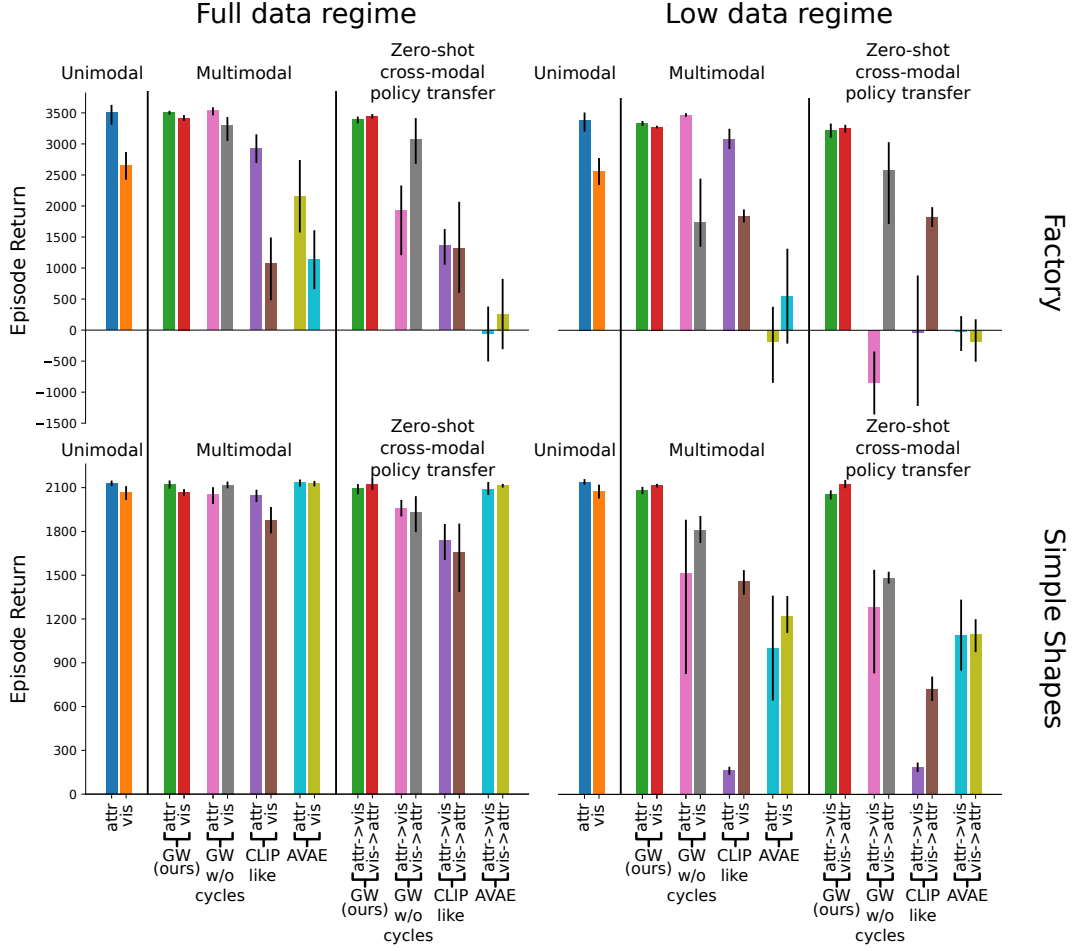 Full data regime
Low data regime
Unimodal
Multimodal
Zero-shot
cross-modal
policy transfer
Unimodal
Multimodal
Zero-shot
cross-modal
policy transfer
Episode Return
3500
3000
2500
2000
1500
1000
500
0
−500
−1000
−1500
Factory
Unimodal
Multimodal
Zero-shot
cross-modal
policy transfer
Unimodal
Multimodal
Zero-shot
cross-modal
policy transfer
Episode Return
2100
1800
1500
1200
900
600
300
0
Simple Shapes
attr
vis
attr
vis
GW
(ours)
attr
vis
GW
w/o
cycles
attr
vis
CLIP
like
attr
vis
AVAE
attr->vis
vis->attr
GW
(ours)
attr->vis
vis->attr
GW
w/o
cycles
attr->vis
vis->attr
CLIP
like
attr->vis
vis->attr
AVAE
attr
vis
attr
vis
GW
(ours)
attr
vis
GW
w/o
cycles
attr
vis
CLIP
like
attr
vis
AVAE
attr->vis
vis->attr
GW
(ours)
attr->vis
vis->attr
GW
w/o
cycles
attr->vis
vis->attr
CLIP
like
attr->vis
vis->attr
AVAE